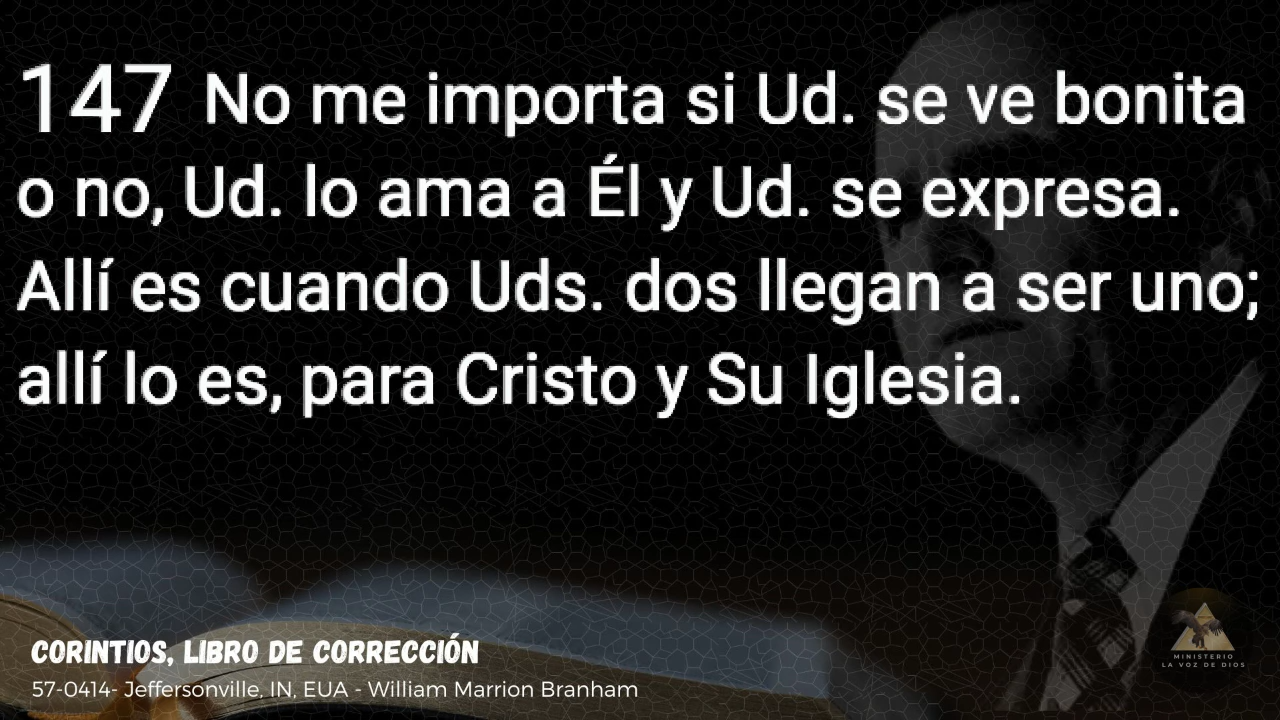 147 No me importa si Ud. se ve bonita
o no, Ud. lo ama a Él y Ud. se expresa.
Allí es cuando Uds. dos llegan a ser uno;
allí lo es, para Cristo y Su Iglesia.
CORINTIOS, LIBRO DE CORRECCIÓN
57-0414- Jeffersonville, IN, EUA - William Marrion Branham
MINISTERIO
LA VOZ DE DIOS